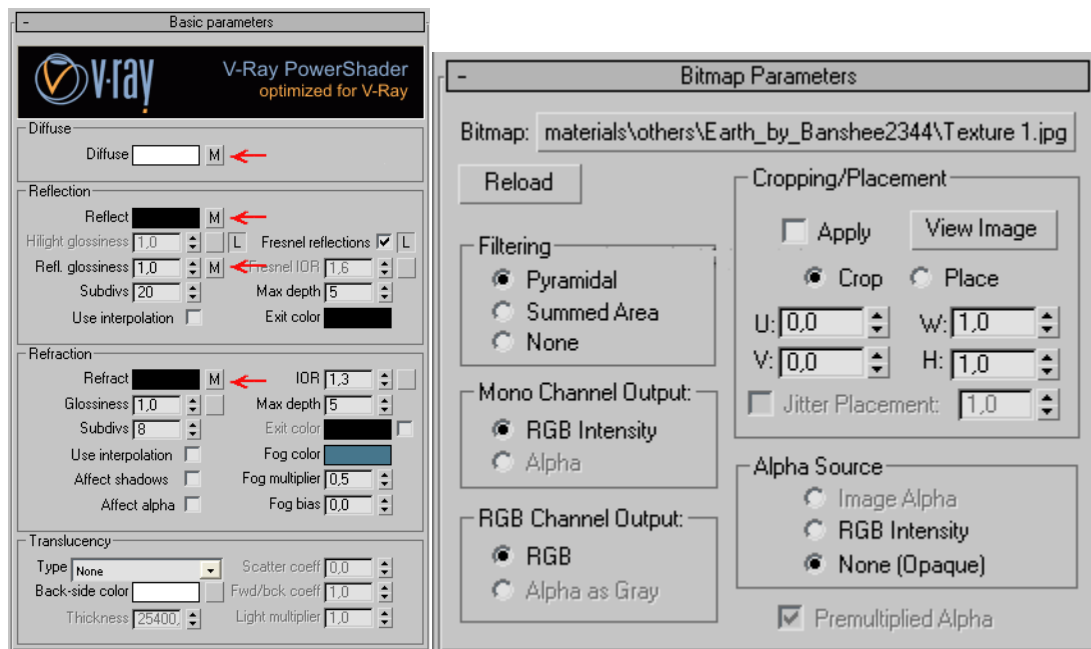 - Basic parameters
v·ray V-Ray PowerShader
optimized for V-Ray
Diffuse
Diffuse M
Reflection
Reflect M
Hilight glossiness 1,0 L Fresnel reflections L
Refl. glossiness 1,0 M Fresnel IOR 1,6
Subdivs 20 Max depth 5
Use interpolation Exit color
Refraction
Refract M IOR 1,3
Glossiness 1,0 Max depth 5
Subdivs 8 Exit color
Use interpolation Fog color
Affect shadows Fog multiplier 0,5
Affect alpha Fog bias 0,0
Translucency
Type None Scatter coeff 0,0
Back-side color Fwd/bck coeff 1,0
Thickness 25400, Light multiplier 1,0
- Bitmap Parameters
Bitmap: materials\others\Earth_by_Banshee2344\Texture 1.jpg
Reload
Filtering
Pyramidal
Summed Area
None
Mono Channel Output:
RGB Intensity
Alpha
RGB Channel Output:
RGB
Alpha as Gray
Cropping/Placement
Apply View Image
Crop Place
U: 0,0 W: 1,0
V: 0,0 H: 1,0
Jitter Placement: 1,0
Alpha Source
Image Alpha
RGB Intensity
None (Opaque)
Premultiplied Alpha